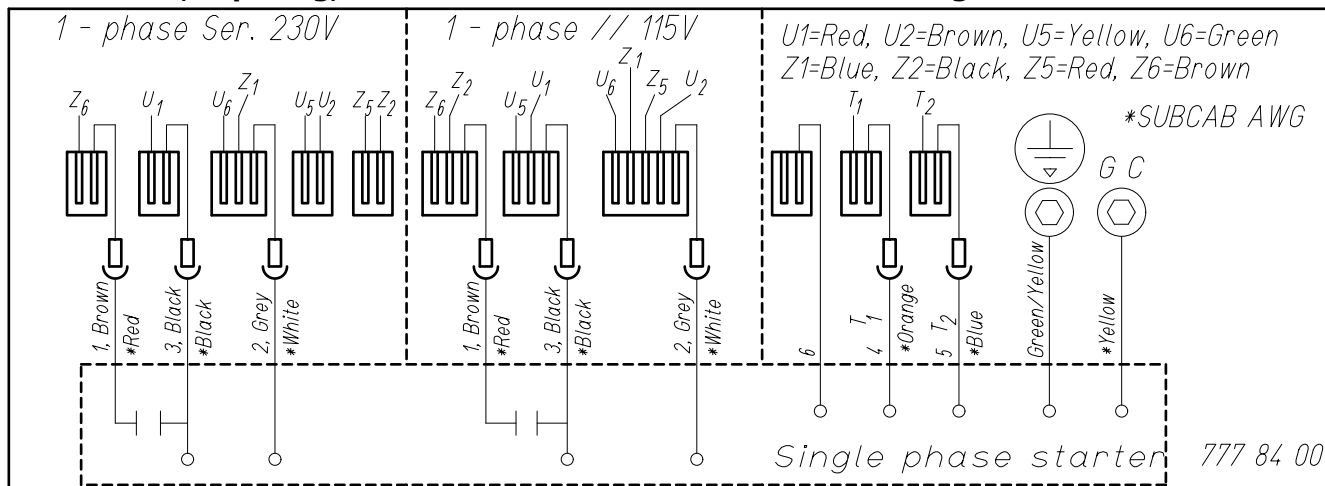 1 - phase Ser. 230V
1 - phase // 115V
U1=Red, U2=Brown, U5=Yellow, U6=Green
Z1=Blue, Z2=Black, Z5=Red, Z6=Brown
*SUBCAB AWG
Z6
U1
U6 Z1
U5 U2
Z5 Z2
Z6 Z2
U5 U1
U6 Z1 Z5 U2
T1
T2
G C
1, Brown
*Red
3, Black
*Black
2, Grey
*White
1, Brown
*Red
3, Black
*Black
2, Grey
*White
6
4 T1
*Orange
5 T2
*Blue
Green/Yellow
*Yellow
Single phase starter
777 84 00